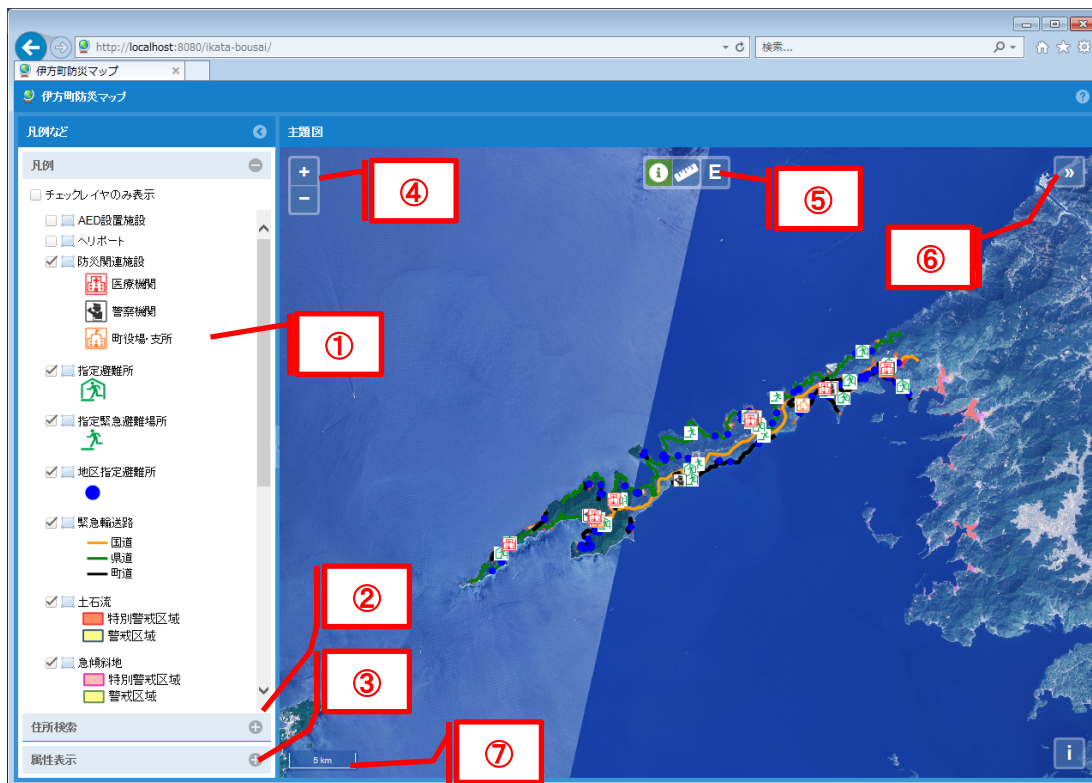 http://localhost:8080/ikata-bousai/
検索...
伊方町防災マップ
伊方町防災マップ
凡例など
主題図
凡例
チェックレイヤのみ表示
AED設置施設
ヘリポート
防災関連施設
医療機関
警察機関
町役場・支所
指定避難所
指定緊急避難場所
地区指定避難所
緊急輸送路
国道
県道
町道
土石流
特別警戒区域
警戒区域
急傾斜地
特別警戒区域
警戒区域
住所検索
属性表示
+
−
i
E
»
①
②
③
④
⑤
⑥
⑦
5 km
i